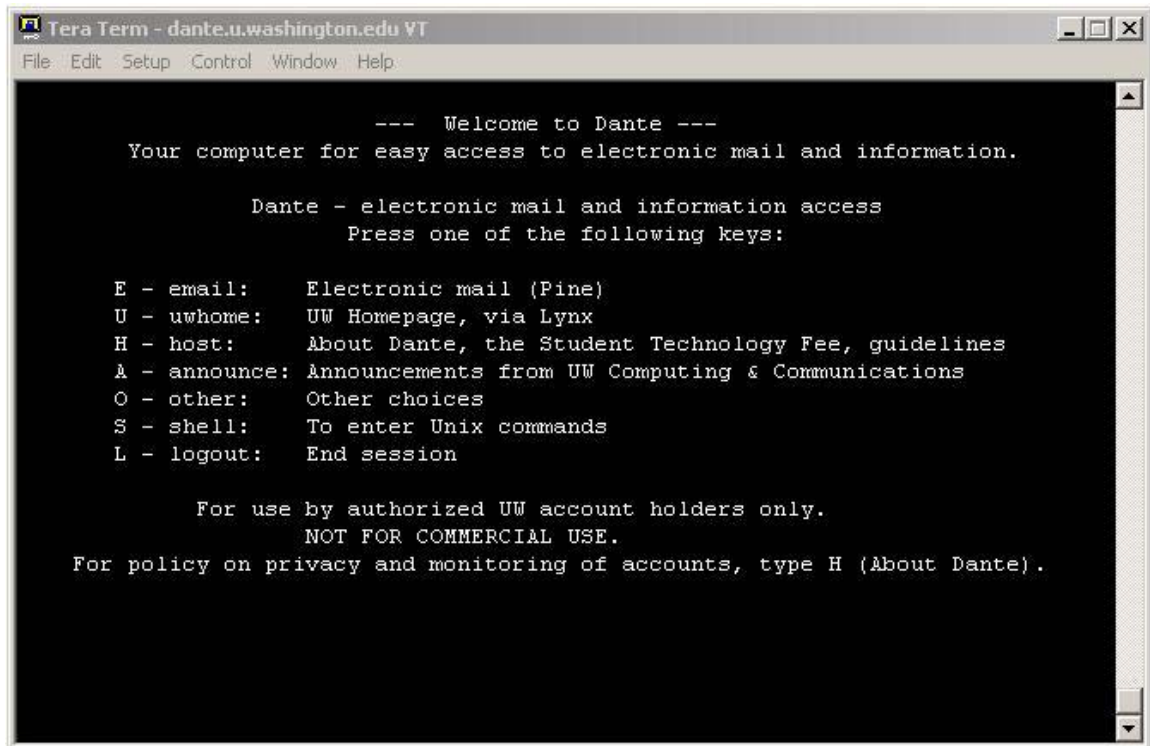 Tera Term - dante.u.washington.edu VT
File Edit Setup Control Window Help
--- Welcome to Dante ---
Your computer for easy access to electronic mail and information.
Dante - electronic mail and information access
Press one of the following keys:
E - email: Electronic mail (Pine)
U - uwhome: UW Homepage, via Lynx
H - host: About Dante, the Student Technology Fee, guidelines
A - announce: Announcements from UW Computing & Communications
O - other: Other choices
S - shell: To enter Unix commands
L - logout: End session
For use by authorized UW account holders only.
NOT FOR COMMERCIAL USE.
For policy on privacy and monitoring of accounts, type H (About Dante).